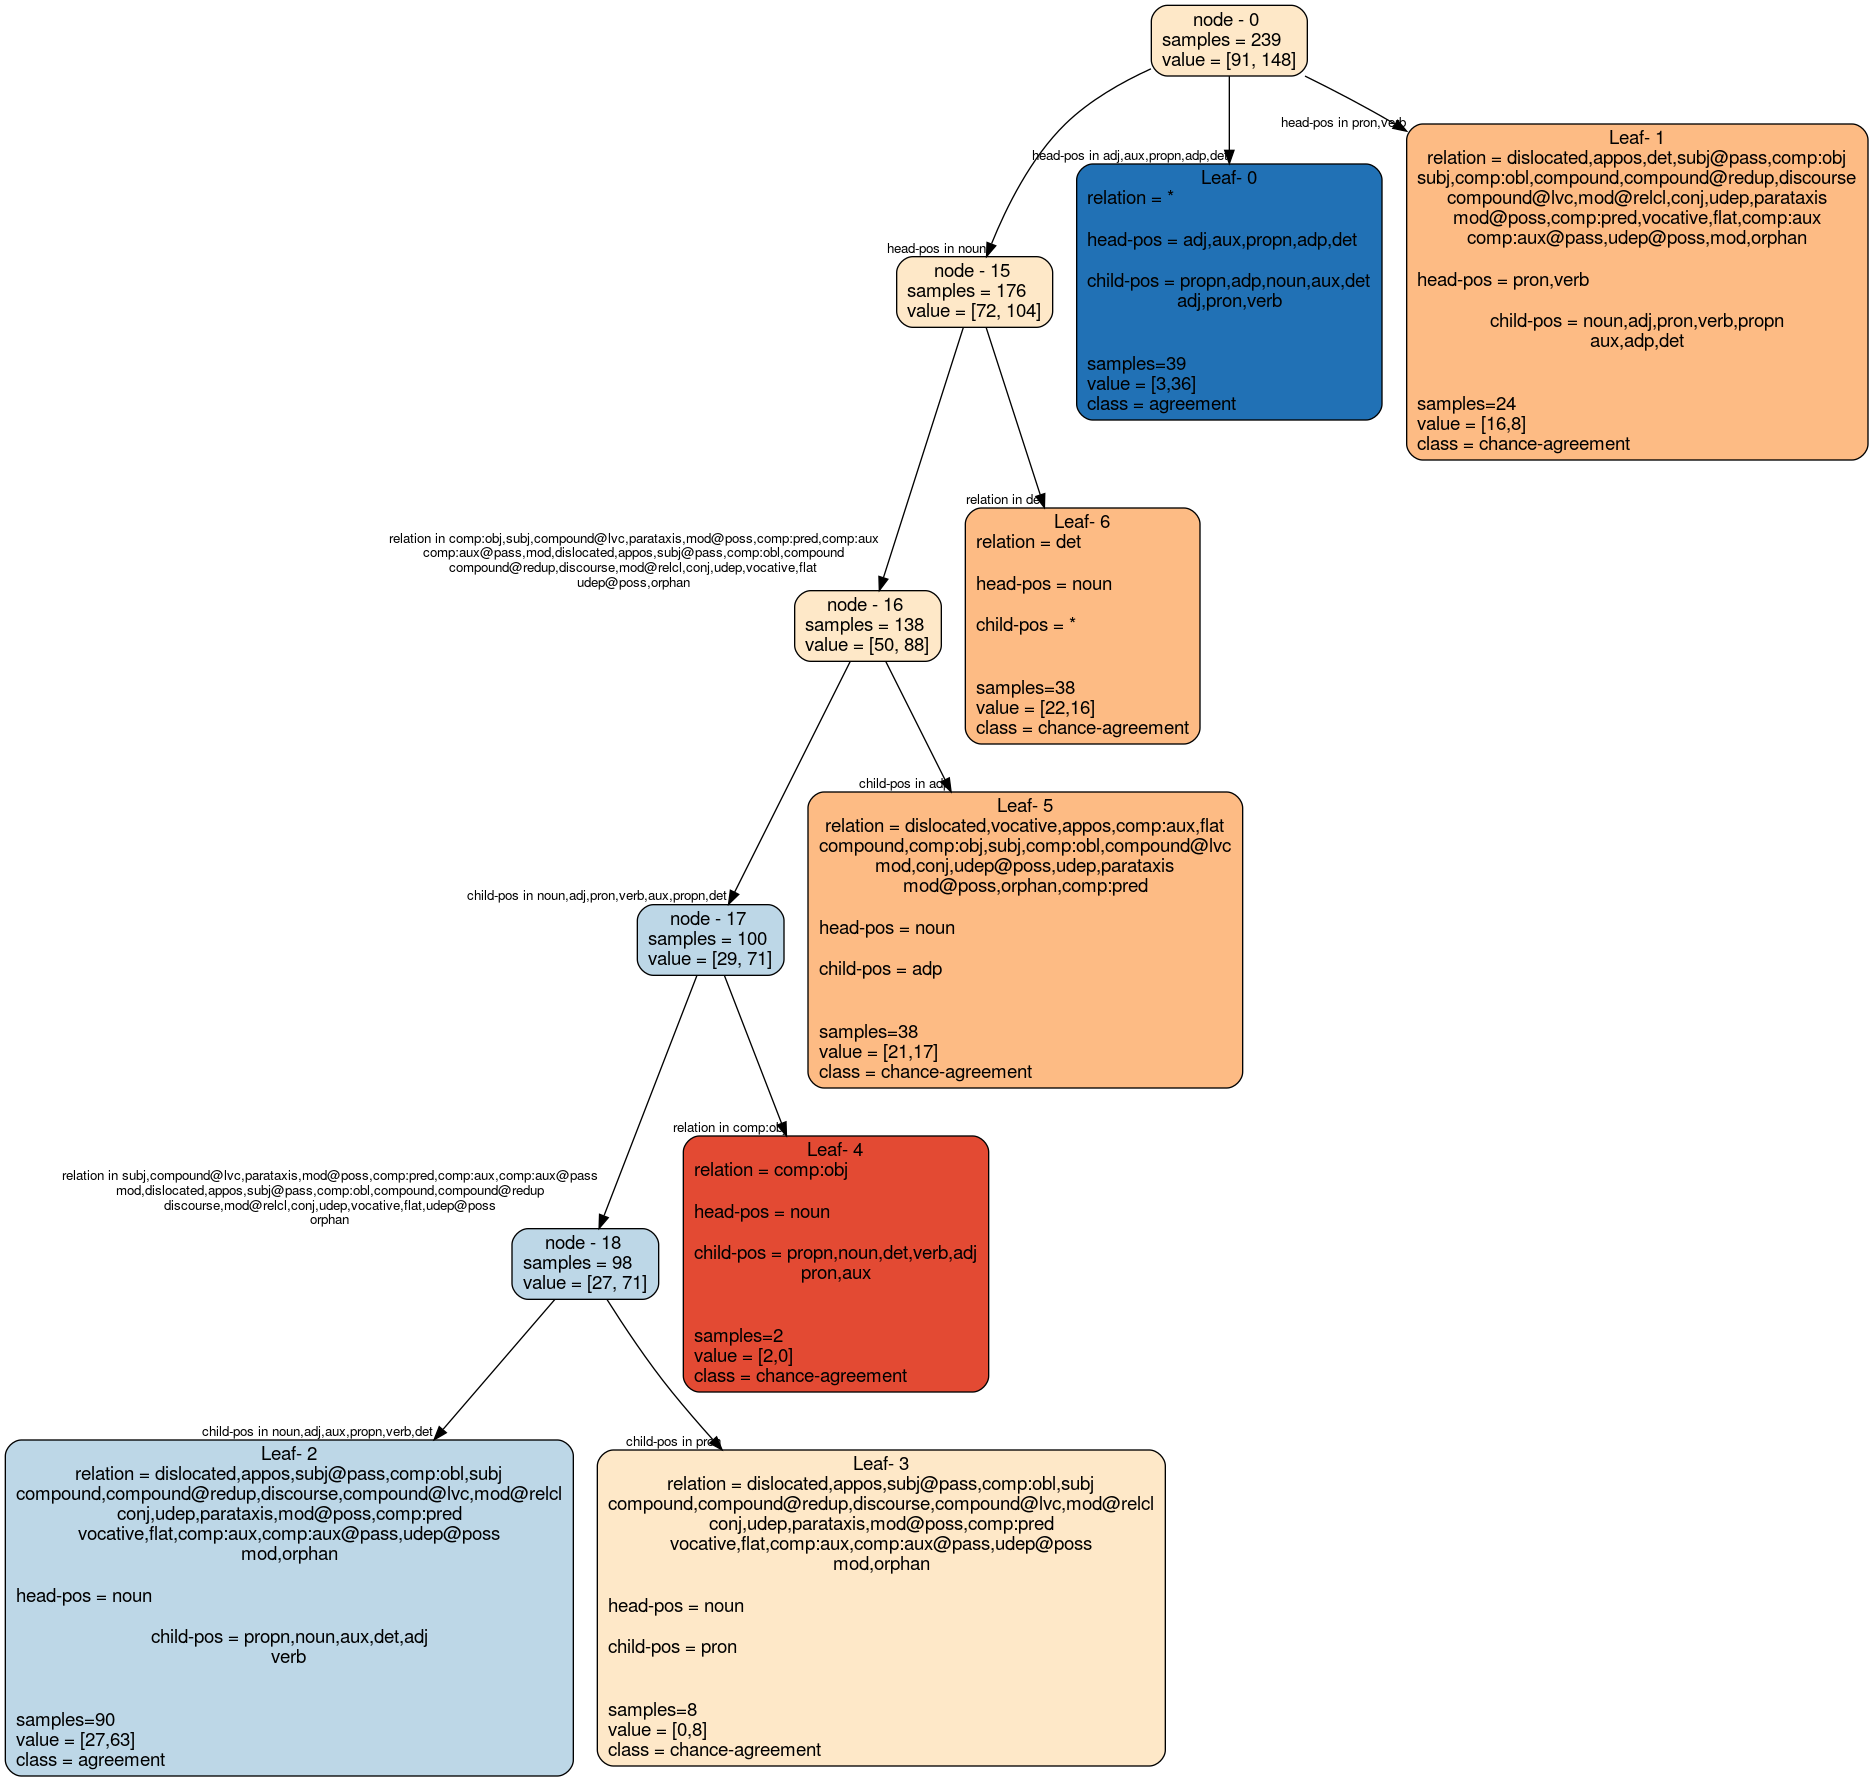 node - 0
samples = 239
value = [91, 148]
head-pos in pron,verb
head-pos in adj,aux,propn,adp,det
head-pos in noun
Leaf- 1
relation = dislocated,appos,det,subj@pass,comp:obj
subj,comp:obl,compound,compound@redup,discourse
compound@lvc,mod@relcl,conj,udep,parataxis
mod@poss,comp:pred,vocative,flat,comp:aux
comp:aux@pass,udep@poss,mod,orphan
head-pos = pron,verb
child-pos = noun,adj,pron,verb,propn
aux,adp,det
samples=24
value = [16,8]
class = chance-agreement
Leaf- 0
relation = *
head-pos = adj,aux,propn,adp,det
child-pos = propn,adp,noun,aux,det
adj,pron,verb
samples=39
value = [3,36]
class = agreement
node - 15
samples = 176
value = [72, 104]
relation in det
relation in comp:obj,subj,compound@lvc,parataxis,mod@poss,comp:pred,comp:aux
comp:aux@pass,mod,dislocated,appos,subj@pass,comp:obl,compound
compound@redup,discourse,mod@relcl,conj,udep,vocative,flat
udep@poss,orphan
Leaf- 6
relation = det
head-pos = noun
child-pos = *
samples=38
value = [22,16]
class = chance-agreement
node - 16
samples = 138
value = [50, 88]
child-pos in adp
child-pos in noun,adj,pron,verb,aux,propn,det
Leaf- 5
relation = dislocated,vocative,appos,comp:aux,flat
compound,comp:obj,subj,comp:obl,compound@lvc
mod,conj,udep@poss,udep,parataxis
mod@poss,orphan,comp:pred
head-pos = noun
child-pos = adp
samples=38
value = [21,17]
class = chance-agreement
node - 17
samples = 100
value = [29, 71]
relation in comp:obj
relation in subj,compound@lvc,parataxis,mod@poss,comp:pred,comp:aux,comp:aux@pass
mod,dislocated,appos,subj@pass,comp:obl,compound,compound@redup
discourse,mod@relcl,conj,udep,vocative,flat,udep@poss
orphan
Leaf- 4
relation = comp:obj
head-pos = noun
child-pos = propn,noun,det,verb,adj
pron,aux
samples=2
value = [2,0]
class = chance-agreement
node - 18
samples = 98
value = [27, 71]
child-pos in noun,adj,aux,propn,verb,det
child-pos in pron
Leaf- 2
relation = dislocated,appos,subj@pass,comp:obl,subj
compound,compound@redup,discourse,compound@lvc,mod@relcl
conj,udep,parataxis,mod@poss,comp:pred
vocative,flat,comp:aux,comp:aux@pass,udep@poss
mod,orphan
head-pos = noun
child-pos = propn,noun,aux,det,adj
verb
samples=90
value = [27,63]
class = agreement
Leaf- 3
relation = dislocated,appos,subj@pass,comp:obl,subj
compound,compound@redup,discourse,compound@lvc,mod@relcl
conj,udep,parataxis,mod@poss,comp:pred
vocative,flat,comp:aux,comp:aux@pass,udep@poss
mod,orphan
head-pos = noun
child-pos = pron
samples=8
value = [0,8]
class = chance-agreement